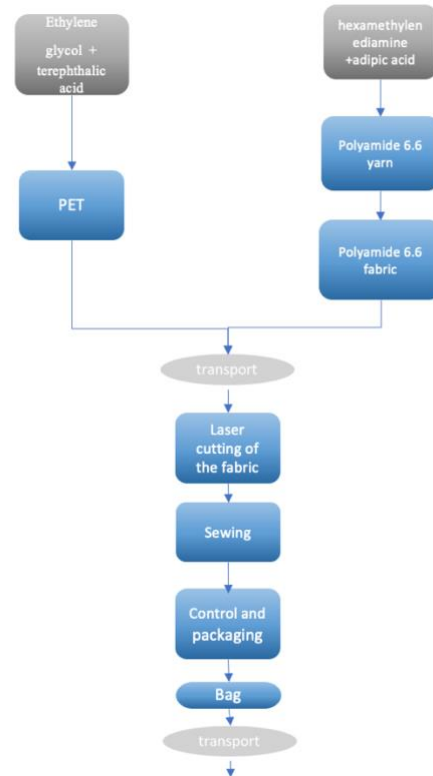 Ethylene
glycol + 
terephthalic
acid
hexamethylen
ediamine
+adipic acid
Polyamide 6.6
yarn
PET
Polyamide 6.6
fabric
transport
Laser
cutting of
the fabric
Sewing
Control and
packaging
Bag
transport